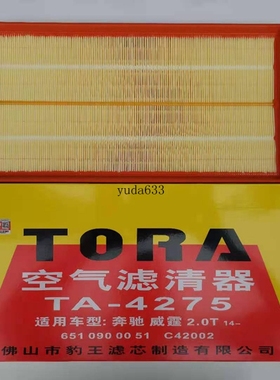 yuda633
TORA
空气滤清器
TA-4275
适用车型: 奔驰 威霆 2.0T 14-
651 090 00 51 C42002
佛山市豹王滤芯制造有限公司